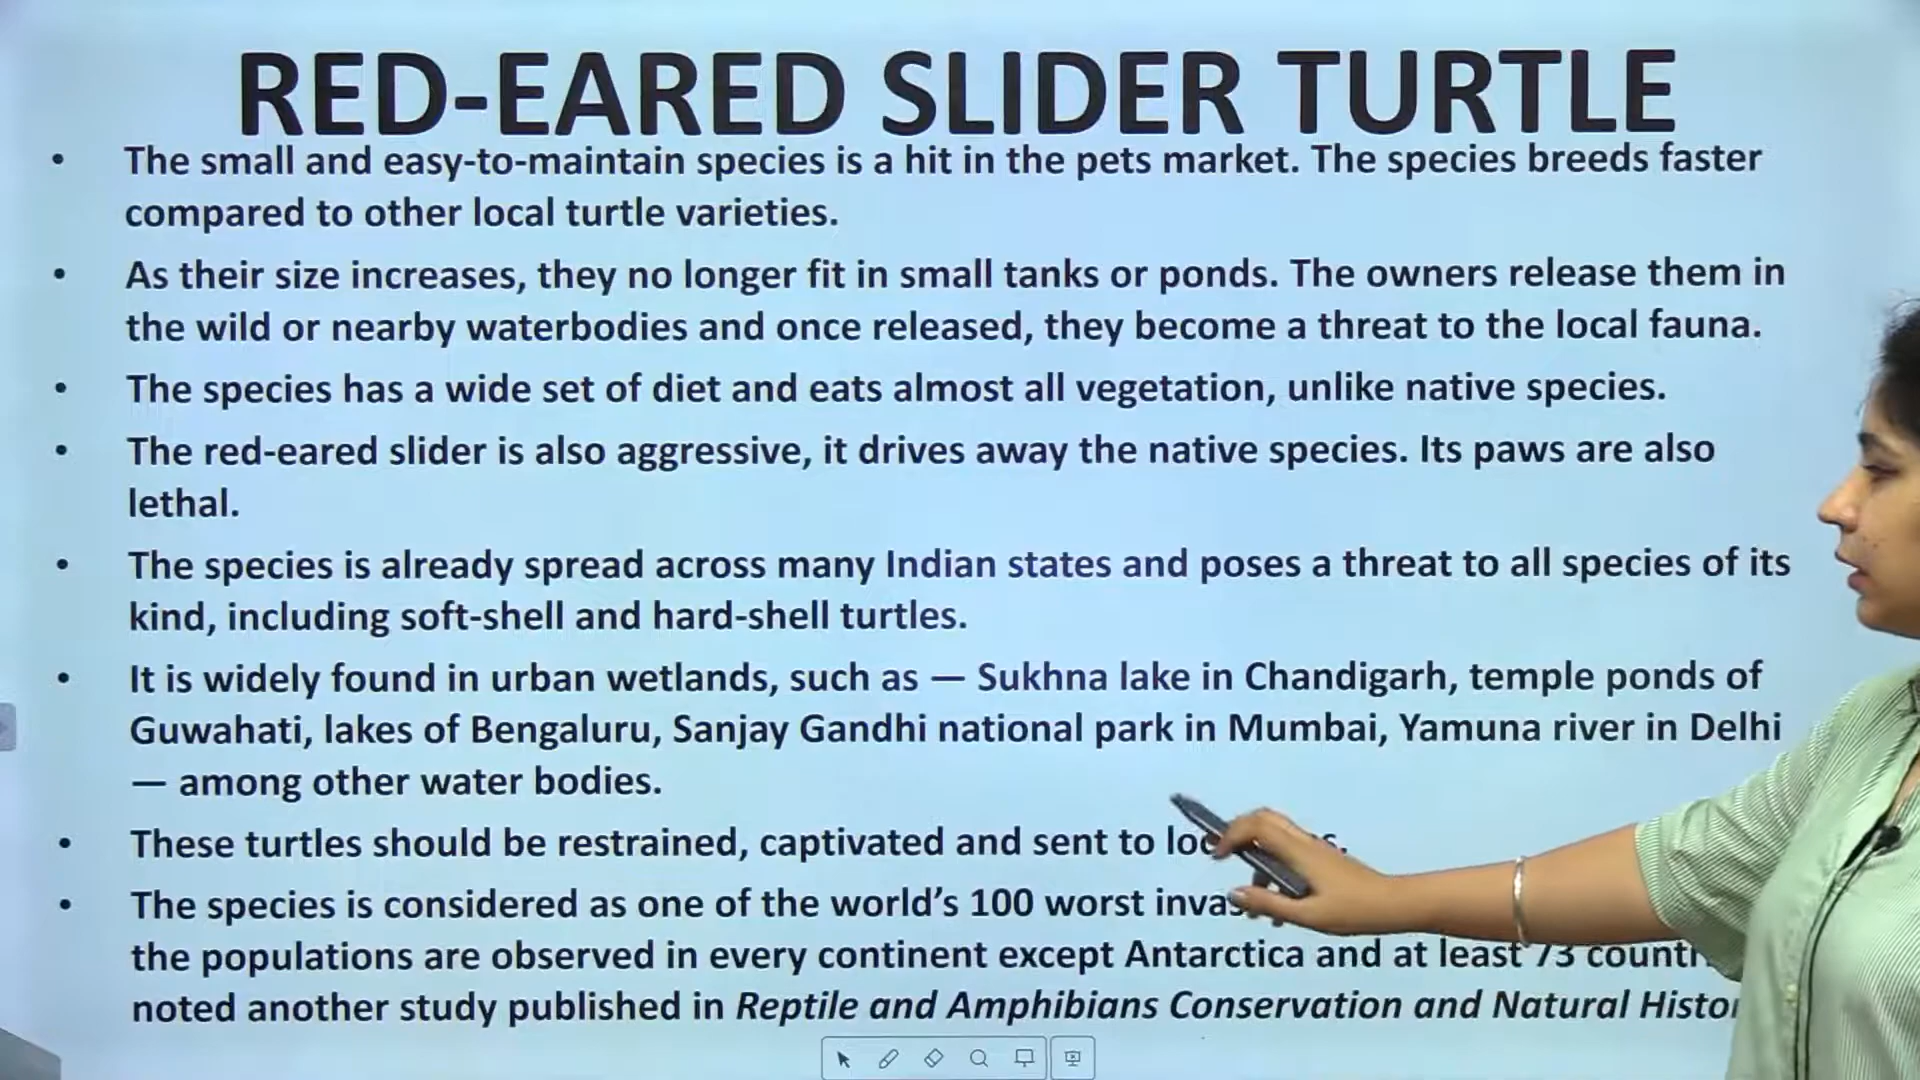 RED-EARED SLIDER TURTLE
• The small and easy-to-maintain species is a hit in the pets market. The species breeds faster
compared to other local turtle varieties.
• As their size increases, they no longer fit in small tanks or ponds. The owners release them in
the wild or nearby waterbodies and once released, they become a threat to the local fauna.
• The species has a wide set of diet and eats almost all vegetation, unlike native species.
• The red-eared slider is also aggressive, it drives away the native species. Its paws are also
lethal.
• The species is already spread across many Indian states and poses a threat to all species of its
kind, including soft-shell and hard-shell turtles.
• It is widely found in urban wetlands, such as — Sukhna lake in Chandigarh, temple ponds of
Guwahati, lakes of Bengaluru, Sanjay Gandhi national park in Mumbai, Yamuna river in Delhi
— among other water bodies.
• These turtles should be restrained, captivated and sent to
• The species is considered as one of the world's 100 worst
the populations are observed in every continent except Antarctica and at least 73
noted another study published in Reptile and Amphibians Conservation and Natural